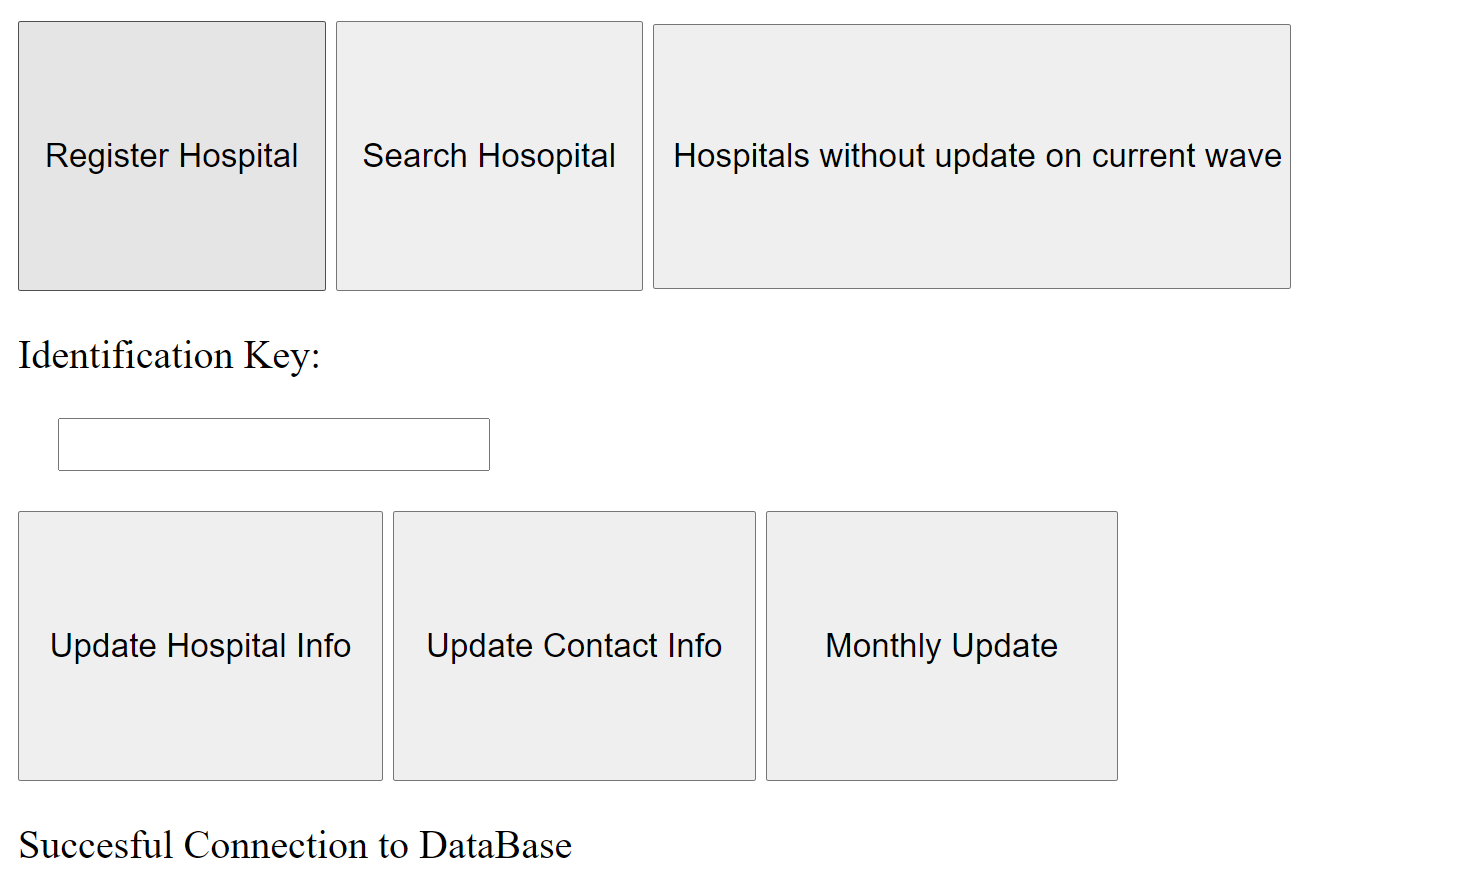 Register Hospital Search Hosopital Hospitals without update on current wave
Identification Key:
Update Hospital Info Update Contact Info Monthly Update
Succesful Connection to DataBase